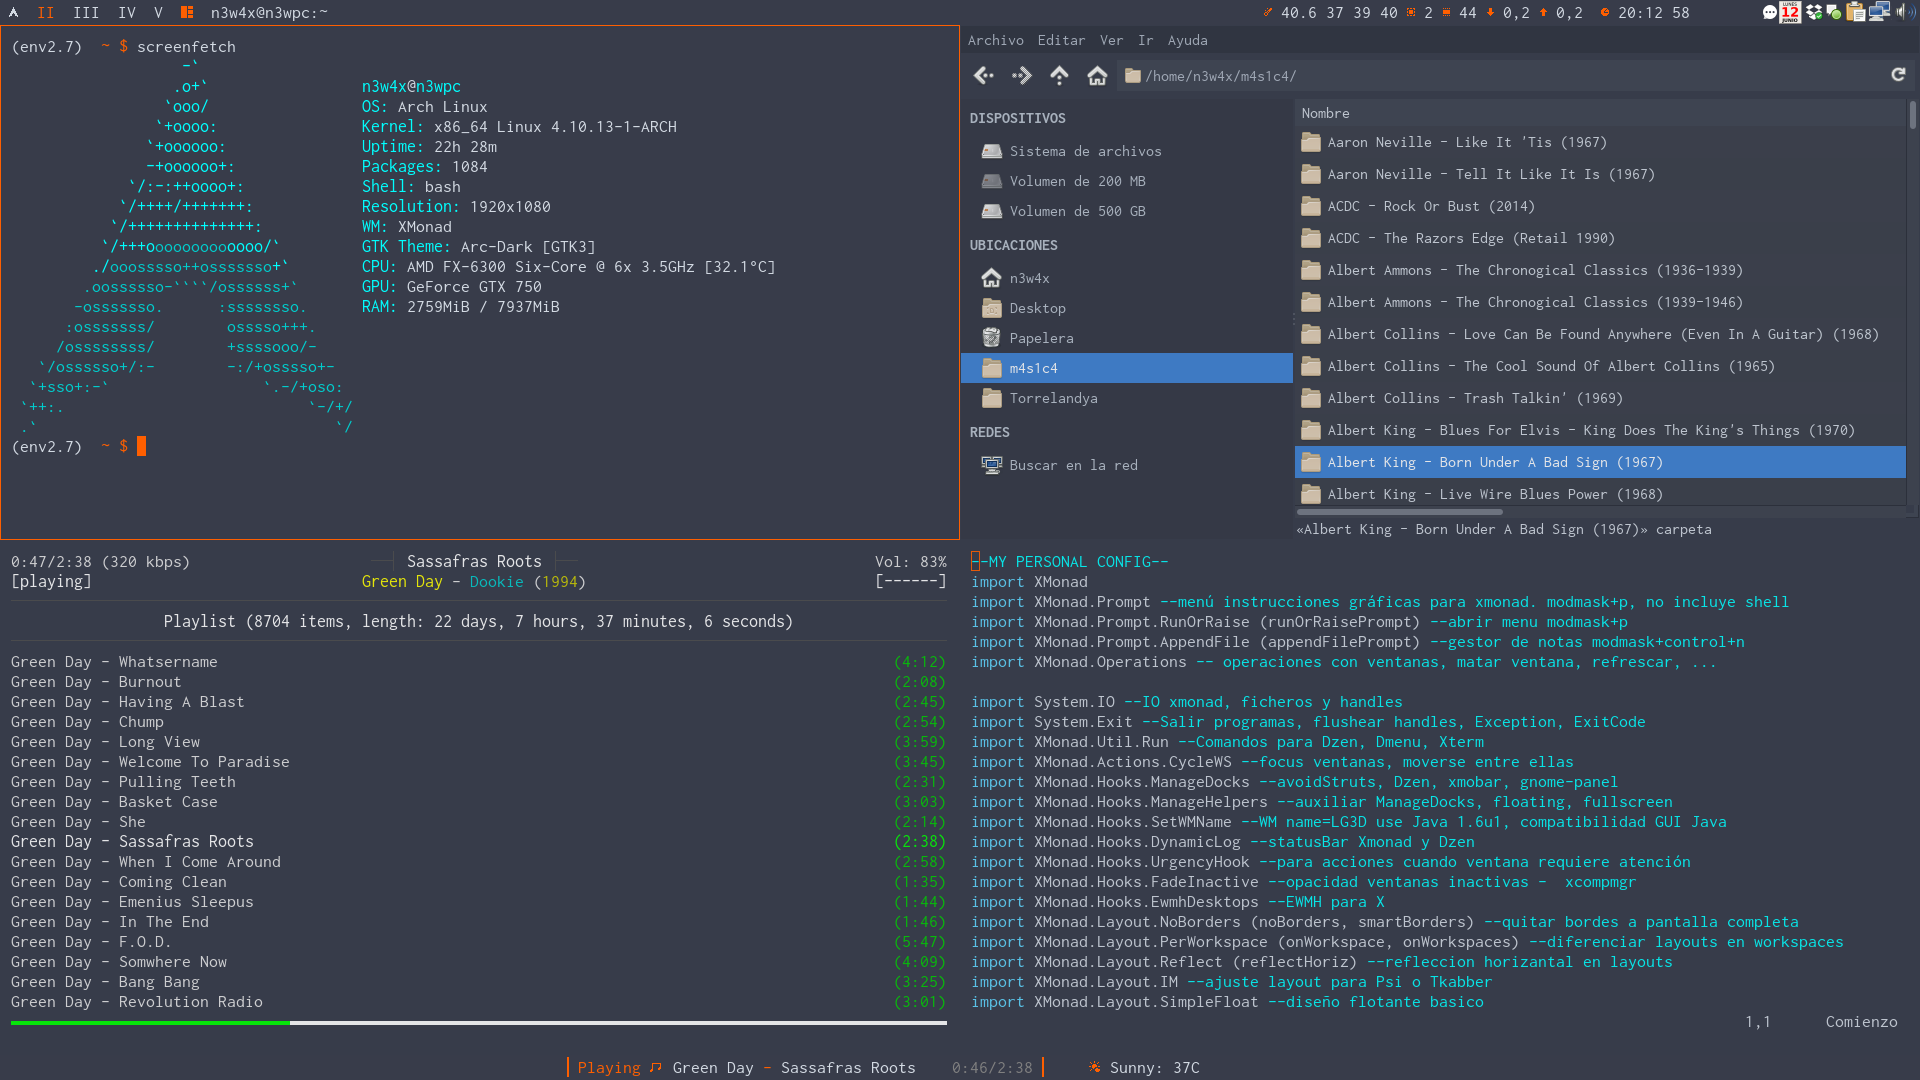 II III IV V n3w4x@n3wpc:~ 40.6 37 39 40 2 44 0,2 0,2 20:12 58
LUNES 12 JUNIO
(env2.7) ~ $ screenfetch
-`
.o+`
`ooo/
`+oooo:
`+oooooo:
-+oooooo+:
`/:-:++oooo+:
`/++++/+++++++:
`/++++++++++++++:
`/+++ooooooooooooo/`
./ooosssso++osssssso+`
.oossssso-````/ossssss+`
-osssssso. :ssssssso.
:osssssss/ osssso+++.
/ossssssss/ +ssssooo/-
`/ossssso+/:- -:/+osssso+-
`+sso+:-` `.-/+oso:
`++:. `-/+/
.` `/
n3w4x@n3wpc
OS: Arch Linux
Kernel: x86_64 Linux 4.10.13-1-ARCH
Uptime: 22h 28m
Packages: 1084
Shell: bash
Resolution: 1920x1080
WM: XMonad
GTK Theme: Arc-Dark [GTK3]
CPU: AMD FX-6300 Six-Core @ 6x 3.5GHz [32.1°C]
GPU: GeForce GTX 750
RAM: 2759MiB / 7937MiB
(env2.7) ~ $
Archivo Editar Ver Ir Ayuda
/home/n3w4x/m4s1c4/
DISPOSITIVOS
Sistema de archivos
Volumen de 200 MB
Volumen de 500 GB
UBICACIONES
n3w4x
Desktop
Papelera
m4s1c4
Torrelandya
REDES
Buscar en la red
Nombre
Aaron Neville - Like It 'Tis (1967)
Aaron Neville - Tell It Like It Is (1967)
ACDC - Rock Or Bust (2014)
ACDC - The Razors Edge (Retail 1990)
Albert Ammons - The Chronogical Classics (1936-1939)
Albert Ammons - The Chronogical Classics (1939-1946)
Albert Collins - Love Can Be Found Anywhere (Even In A Guitar) (1968)
Albert Collins - The Cool Sound Of Albert Collins (1965)
Albert Collins - Trash Talkin' (1969)
Albert King - Blues For Elvis - King Does The King's Things (1970)
Albert King - Born Under A Bad Sign (1967)
Albert King - Live Wire Blues Power (1968)
«Albert King - Born Under A Bad Sign (1967)» carpeta
0:47/2:38 (320 kbps) Sassafras Roots Vol: 83%
[playing] Green Day - Dookie (1994) [------]
Playlist (8704 items, length: 22 days, 7 hours, 37 minutes, 6 seconds)
Green Day - Whatsername (4:12)
Green Day - Burnout (2:08)
Green Day - Having A Blast (2:45)
Green Day - Chump (2:54)
Green Day - Long View (3:59)
Green Day - Welcome To Paradise (3:45)
Green Day - Pulling Teeth (2:31)
Green Day - Basket Case (3:03)
Green Day - She (2:14)
Green Day - Sassafras Roots (2:38)
Green Day - When I Come Around (2:58)
Green Day - Coming Clean (1:35)
Green Day - Emenius Sleepus (1:44)
Green Day - In The End (1:46)
Green Day - F.O.D. (5:47)
Green Day - Somwhere Now (4:09)
Green Day - Bang Bang (3:25)
Green Day - Revolution Radio (3:01)
--MY PERSONAL CONFIG--
import XMonad
import XMonad.Prompt --menú instrucciones gráficas para xmonad. modmask+p, no incluye shell
import XMonad.Prompt.RunOrRaise (runOrRaisePrompt) --abrir menu modmask+p
import XMonad.Prompt.AppendFile (appendFilePrompt) --gestor de notas modmask+control+n
import XMonad.Operations -- operaciones con ventanas, matar ventana, refrescar, ...
import System.IO --IO xmonad, ficheros y handles
import System.Exit --Salir programas, flushear handles, Exception, ExitCode
import XMonad.Util.Run --Comandos para Dzen, Dmenu, Xterm
import XMonad.Actions.CycleWS --focus ventanas, moverse entre ellas
import XMonad.Hooks.ManageDocks --avoidStruts, Dzen, xmobar, gnome-panel
import XMonad.Hooks.ManageHelpers --auxiliar ManageDocks, floating, fullscreen
import XMonad.Hooks.SetWMName --WM name=LG3D use Java 1.6u1, compatibilidad GUI Java
import XMonad.Hooks.DynamicLog --statusBar Xmonad y Dzen
import XMonad.Hooks.UrgencyHook --para acciones cuando ventana requiere atención
import XMonad.Hooks.FadeInactive --opacidad ventanas inactivas -  xcompmgr
import XMonad.Hooks.EwmhDesktops --EWMH para X
import XMonad.Layout.NoBorders (noBorders, smartBorders) --quitar bordes a pantalla completa
import XMonad.Layout.PerWorkspace (onWorkspace, onWorkspaces) --diferenciar layouts en workspaces
import XMonad.Layout.Reflect (reflectHoriz) --refleccion horizantal en layouts
import XMonad.Layout.IM --ajuste layout para Psi o Tkabber
import XMonad.Layout.SimpleFloat --diseño flotante basico
1,1 Comienzo
Playing Green Day - Sassafras Roots 0:46/2:38 Sunny: 37C